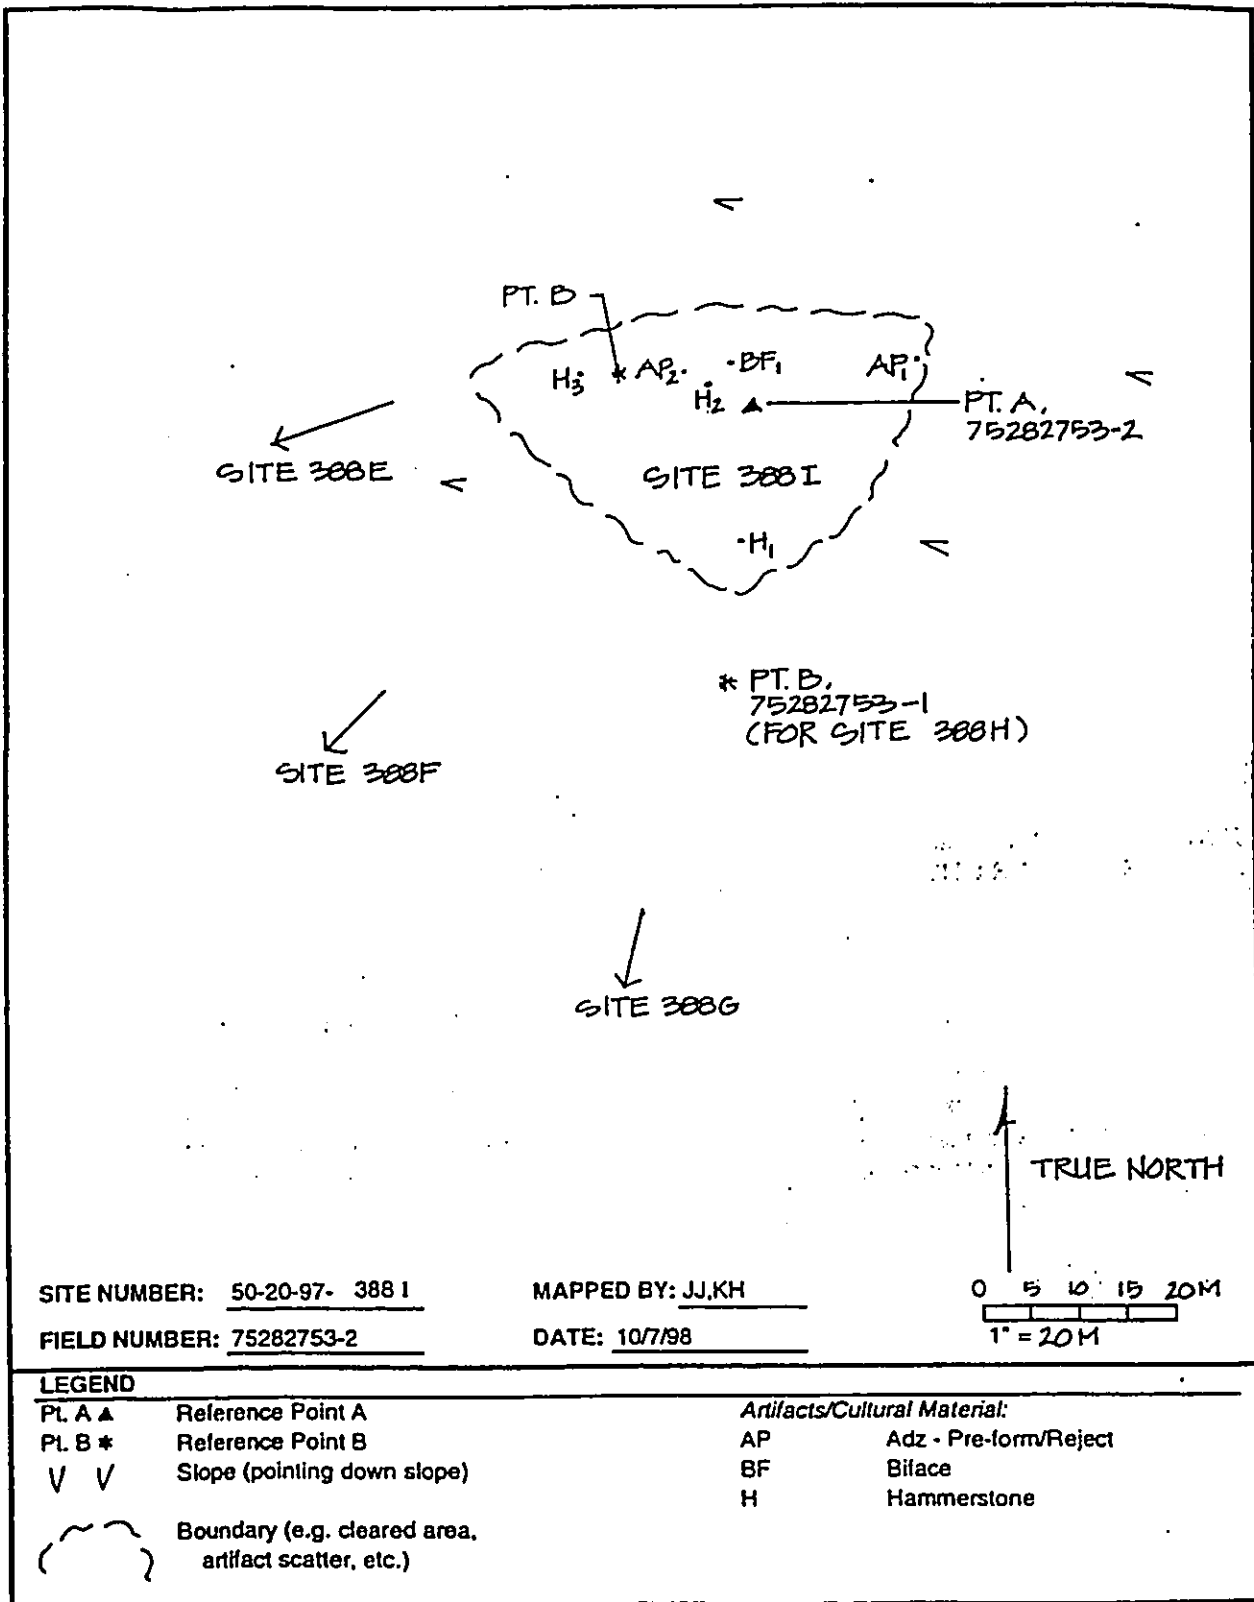 PT. B
H3
AP2
BF1
AP1
H2
PT. A,
75282753-2
SITE 388E
SITE 388I
H1
PT. B,
75282753-1
(FOR SITE 388H)
SITE 388F
SITE 388G
TRUE NORTH
SITE NUMBER: 50-20-97- 388 I
MAPPED BY: JJ,KH
0 5 10 15 20M
FIELD NUMBER: 75282753-2
DATE: 10/7/98
1" = 20M
LEGEND
Pt. A Reference Point A
Pt. B * Reference Point B
V V Slope (pointing down slope)
Boundary (e.g. cleared area,
artifact scatter, etc.)
Artifacts/Cultural Material:
AP Adz - Pre-form/Reject
BF Biface
H Hammerstone